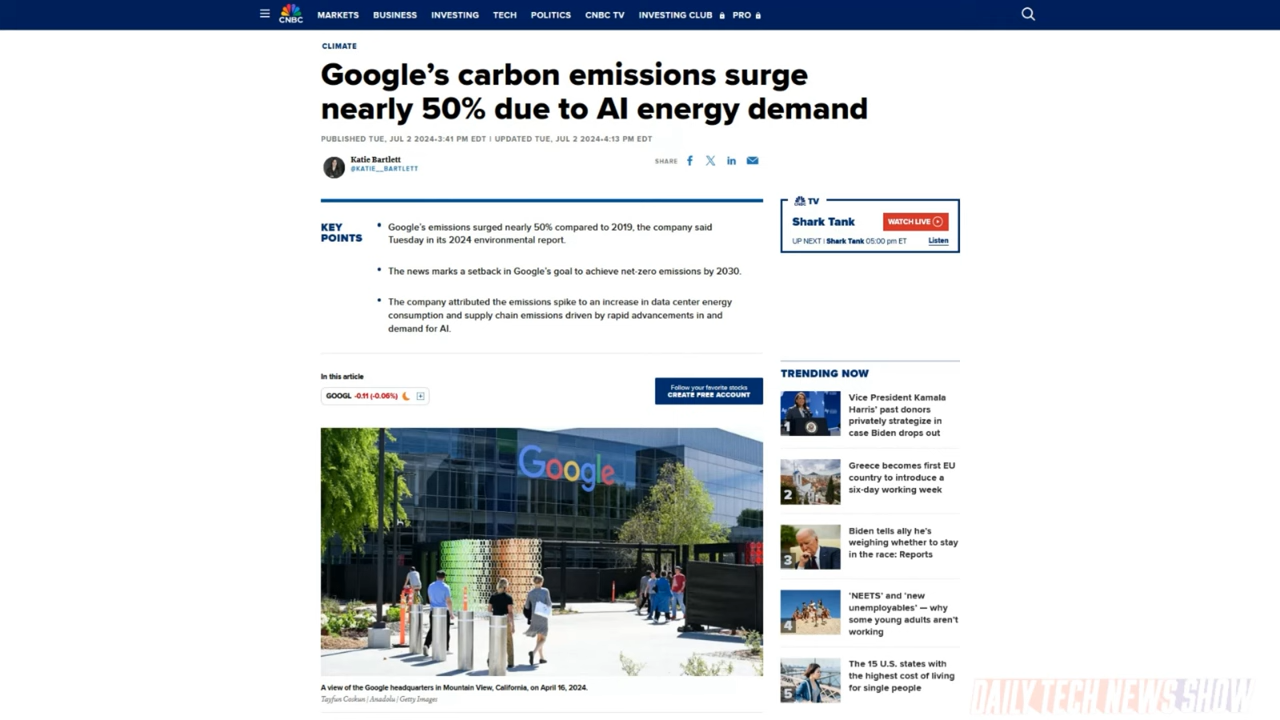 CNBC
MARKETS BUSINESS INVESTING TECH POLITICS CNBC TV INVESTING CLUB PRO
CLIMATE
Google's carbon emissions surge
nearly 50% due to AI energy demand
PUBLISHED TUE, JUL 2 2024•3:41 PM EDT | UPDATED TUE, JUL 2 2024•4:13 PM EDT
Katie Bartlett
@KATIE__BARTLETT
SHARE
KEY
POINTS
• Google's emissions surged nearly 50% compared to 2019, the company said
Tuesday in its 2024 environmental report.
• The news marks a setback in Google's goal to achieve net-zero emissions by 2030.
• The company attributed the emissions spike to an increase in data center energy
consumption and supply chain emissions driven by rapid advancements in and
demand for AI.
TV
Shark Tank
WATCH LIVE
UP NEXT | Shark Tank 05:00 pm ET
Listen
In this article
GOOGL -0.11 (-0.06%)
Follow your favorite stocks
CREATE FREE ACCOUNT
Google
A view of the Google headquarters in Mountain View, California, on April 16, 2024.
Tayfun Coskun | Anadolu | Getty Images
TRENDING NOW
1
Vice President Kamala
Harris' past donors
privately strategize in
case Biden drops out
2
Greece becomes first EU
country to introduce a
six-day working week
3
Biden tells ally he's
weighing whether to stay
in the race: Reports
4
'NEETS' and 'new
unemployables' — why
some young adults aren't
working
5
The 15 U.S. states with
the highest cost of living
for single people
DAILY TECH NEWS SHOW